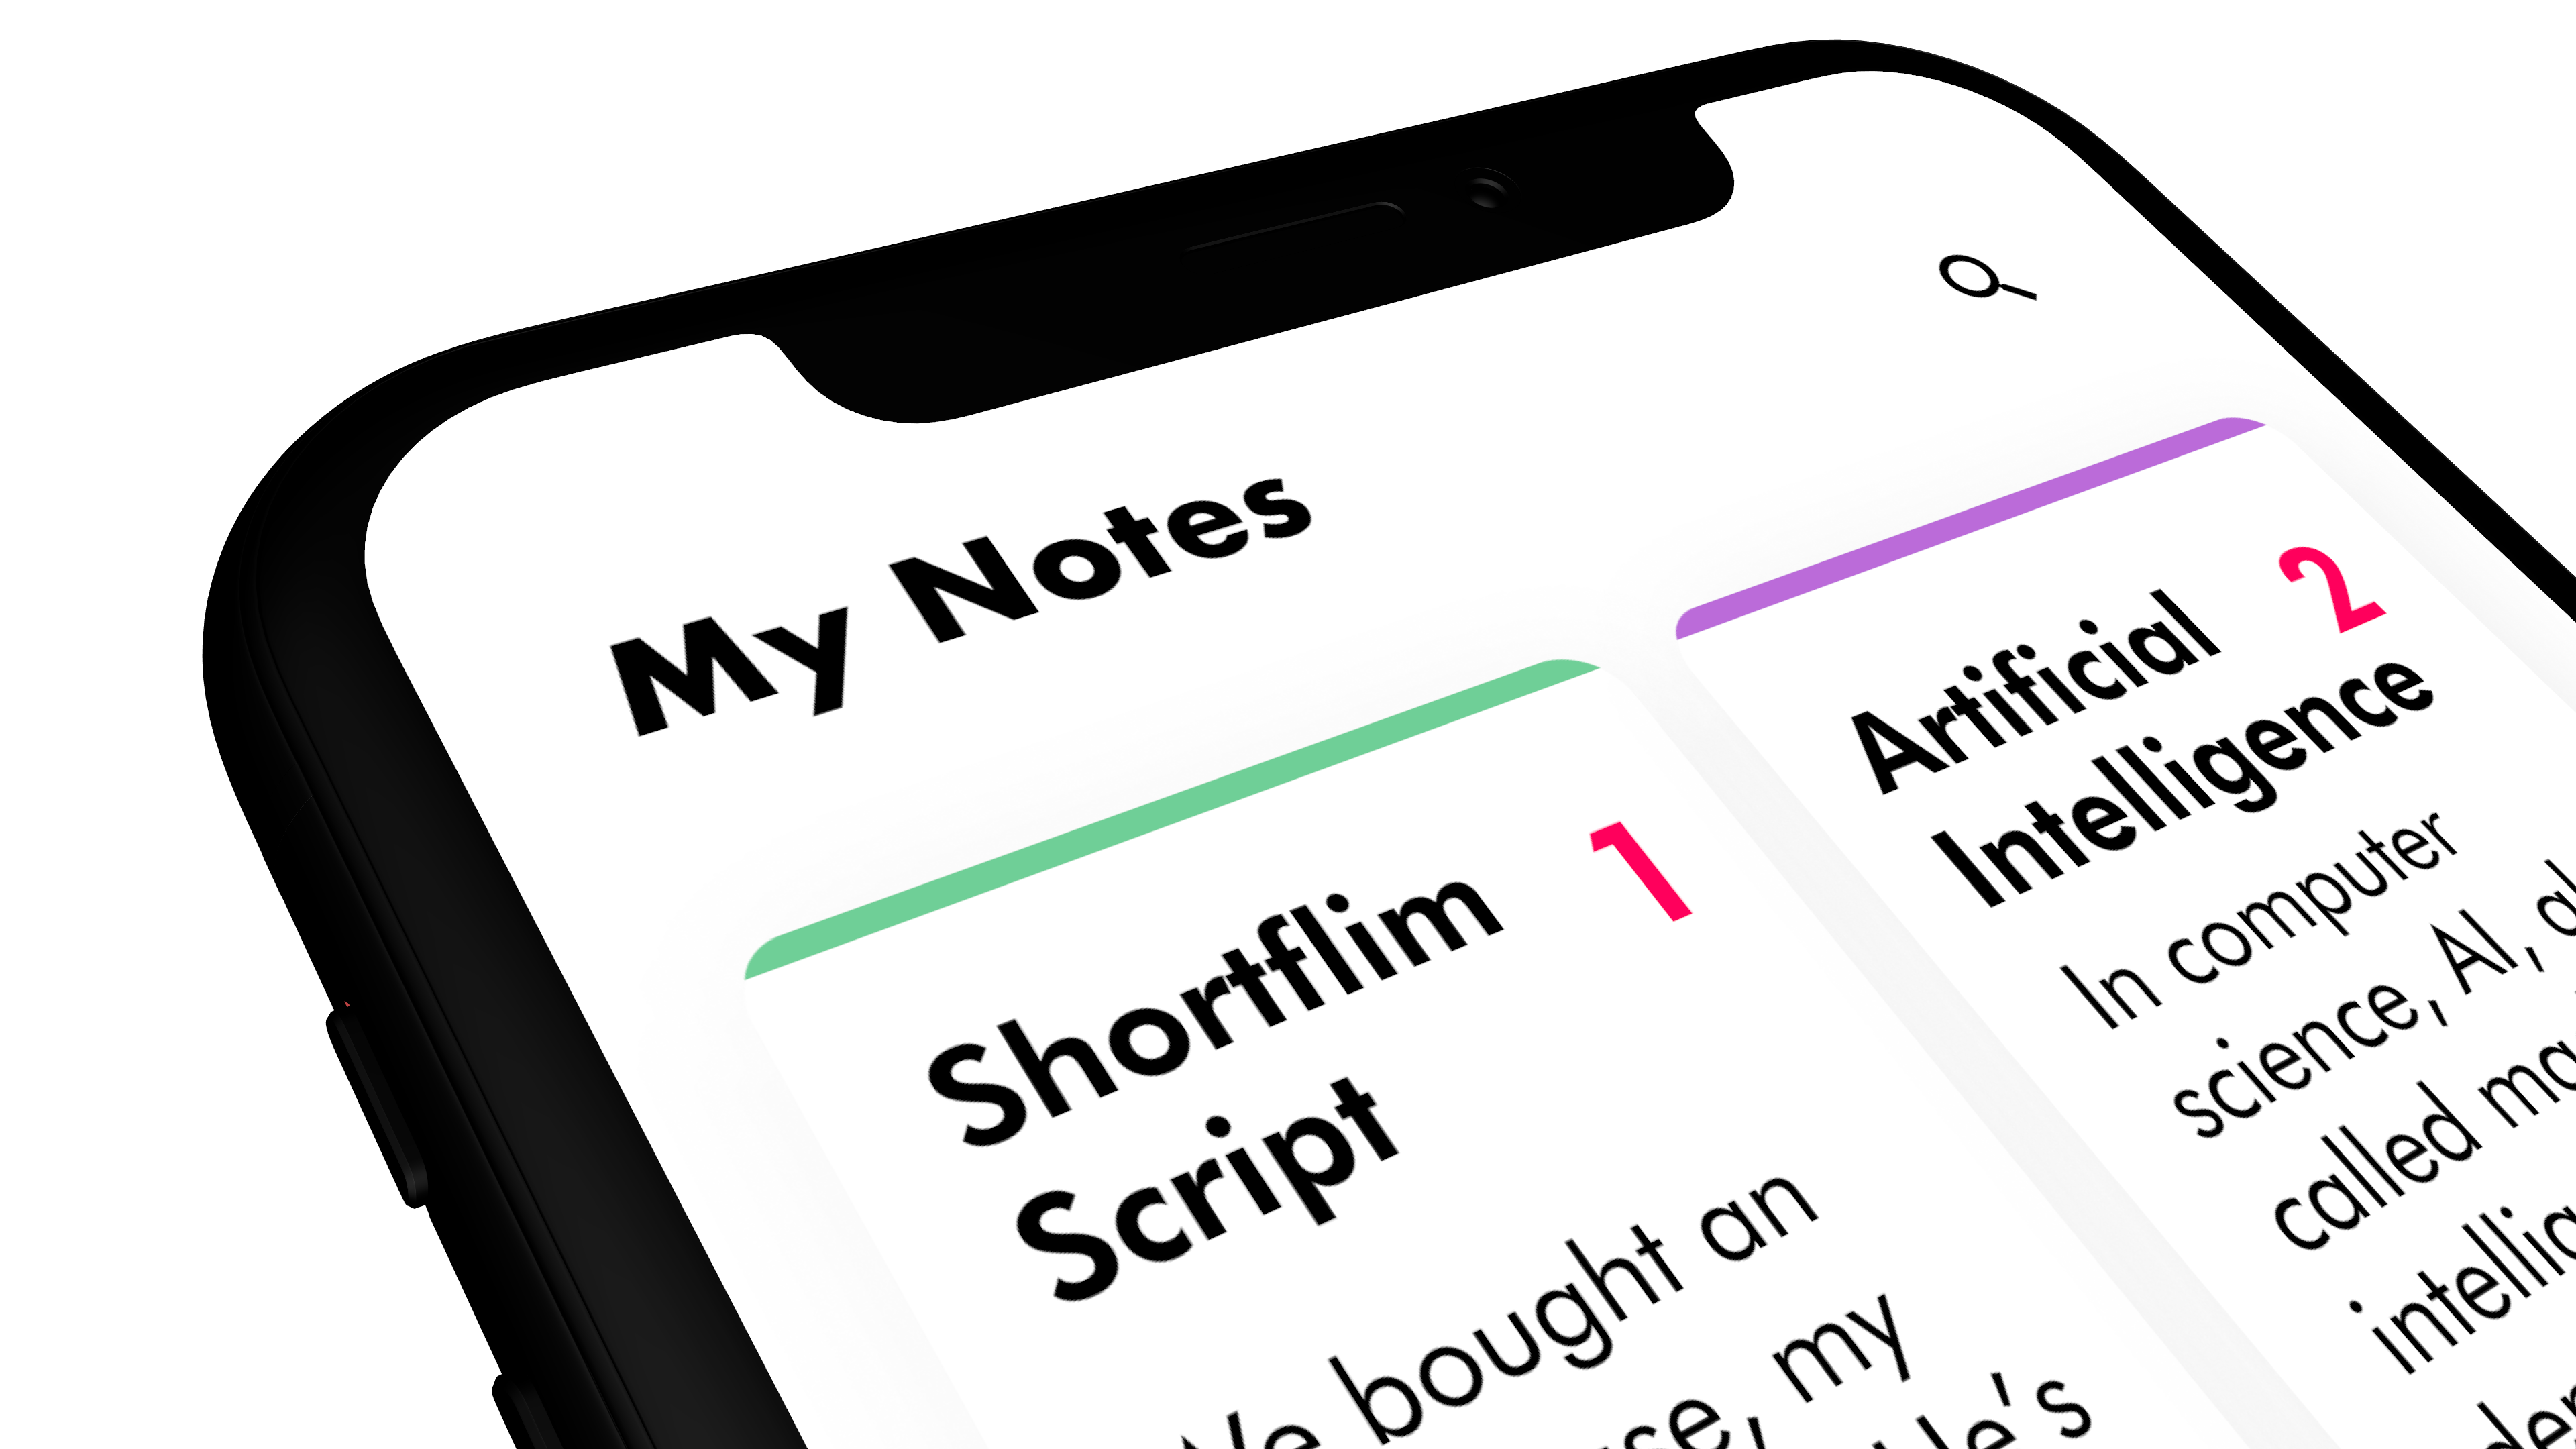 My Notes
Shortflim
Script
1
bought an
my
Artificial
Intelligence
2
In computer
science, AI,
called